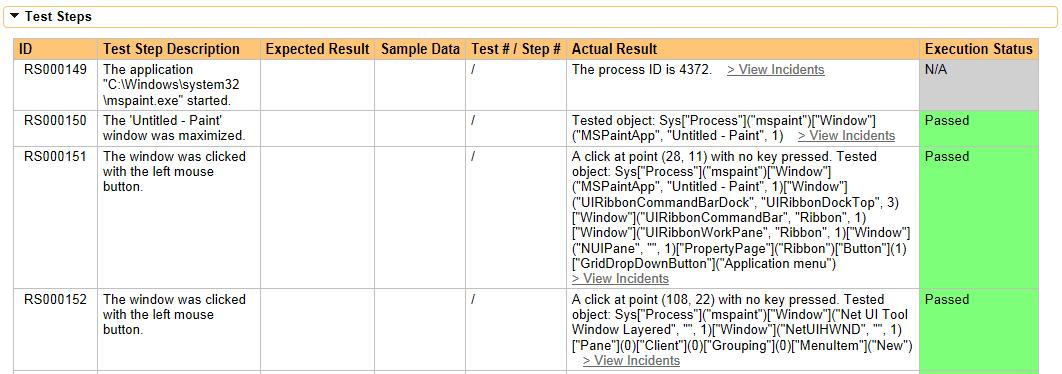 Test Steps
ID Test Step Description Expected Result Sample Data Test # / Step # Actual Result Execution Status
RS000149 The application / The process ID is 4372. > View Incidents N/A
"C:\Windows\system32
\mspaint.exe" started.
RS000150 The 'Untitled - Paint' / Tested object: Sys["Process"]("mspaint")["Window"] Passed
window was maximized. ("MSPaintApp", "Untitled - Paint", 1) > View Incidents
RS000151 The window was clicked / A click at point (28, 11) with no key pressed. Tested Passed
with the left mouse object: Sys["Process"]("mspaint")["Window"]
button. ("MSPaintApp", "Untitled - Paint", 1)["Window"]
("UIRibbonCommandBarDock", "UIRibbonDockTop", 3)
["Window"]("UIRibbonCommandBar", "Ribbon", 1)
["Window"]("UIRibbonWorkPane", "Ribbon", 1)["Window"]
("NUIPane", "", 1)["PropertyPage"]("Ribbon")["Button"](1)
["GridDropDownButton"]("Application menu")
> View Incidents
RS000152 The window was clicked / A click at point (108, 22) with no key pressed. Tested Passed
with the left mouse object: Sys["Process"]("mspaint")["Window"]("Net UI Tool
button. Window Layered", "", 1)["Window"]("NetUIHWND", "", 1)
["Pane"](0)["Client"](0)["Grouping"](0)["MenuItem"]("New")
> View Incidents